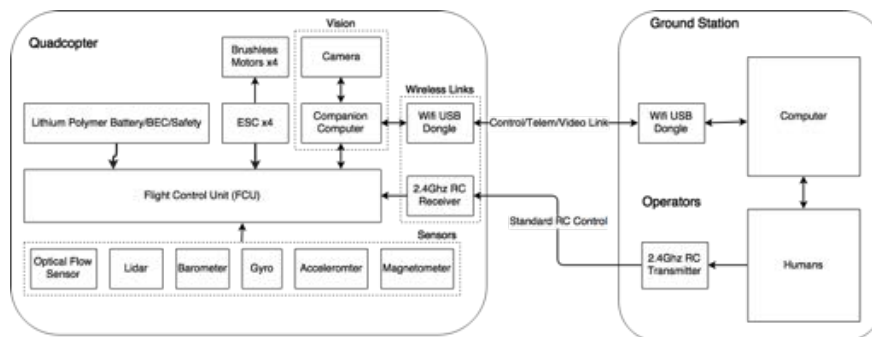 Ground Station
Quadcopter
Vision
Brushless
Motors x4
Camera
Wireless Links
Lithium Polymer Battery/BEC/Safety
ESC x4
Companion
Computer
Wifi USB
Dongle
Control/Telem/Video Link
Wifi USB
Dongle
Computer
Flight Control Unit (FCU)
2.4Ghz RC
Receiver
Standard RC Control
Operators
Sensors
Optical Flow
Sensor
Lidar
Barometer
Gyro
Acceleromter
Magnetometer
2.4Ghz RC
Transmitter
Humans